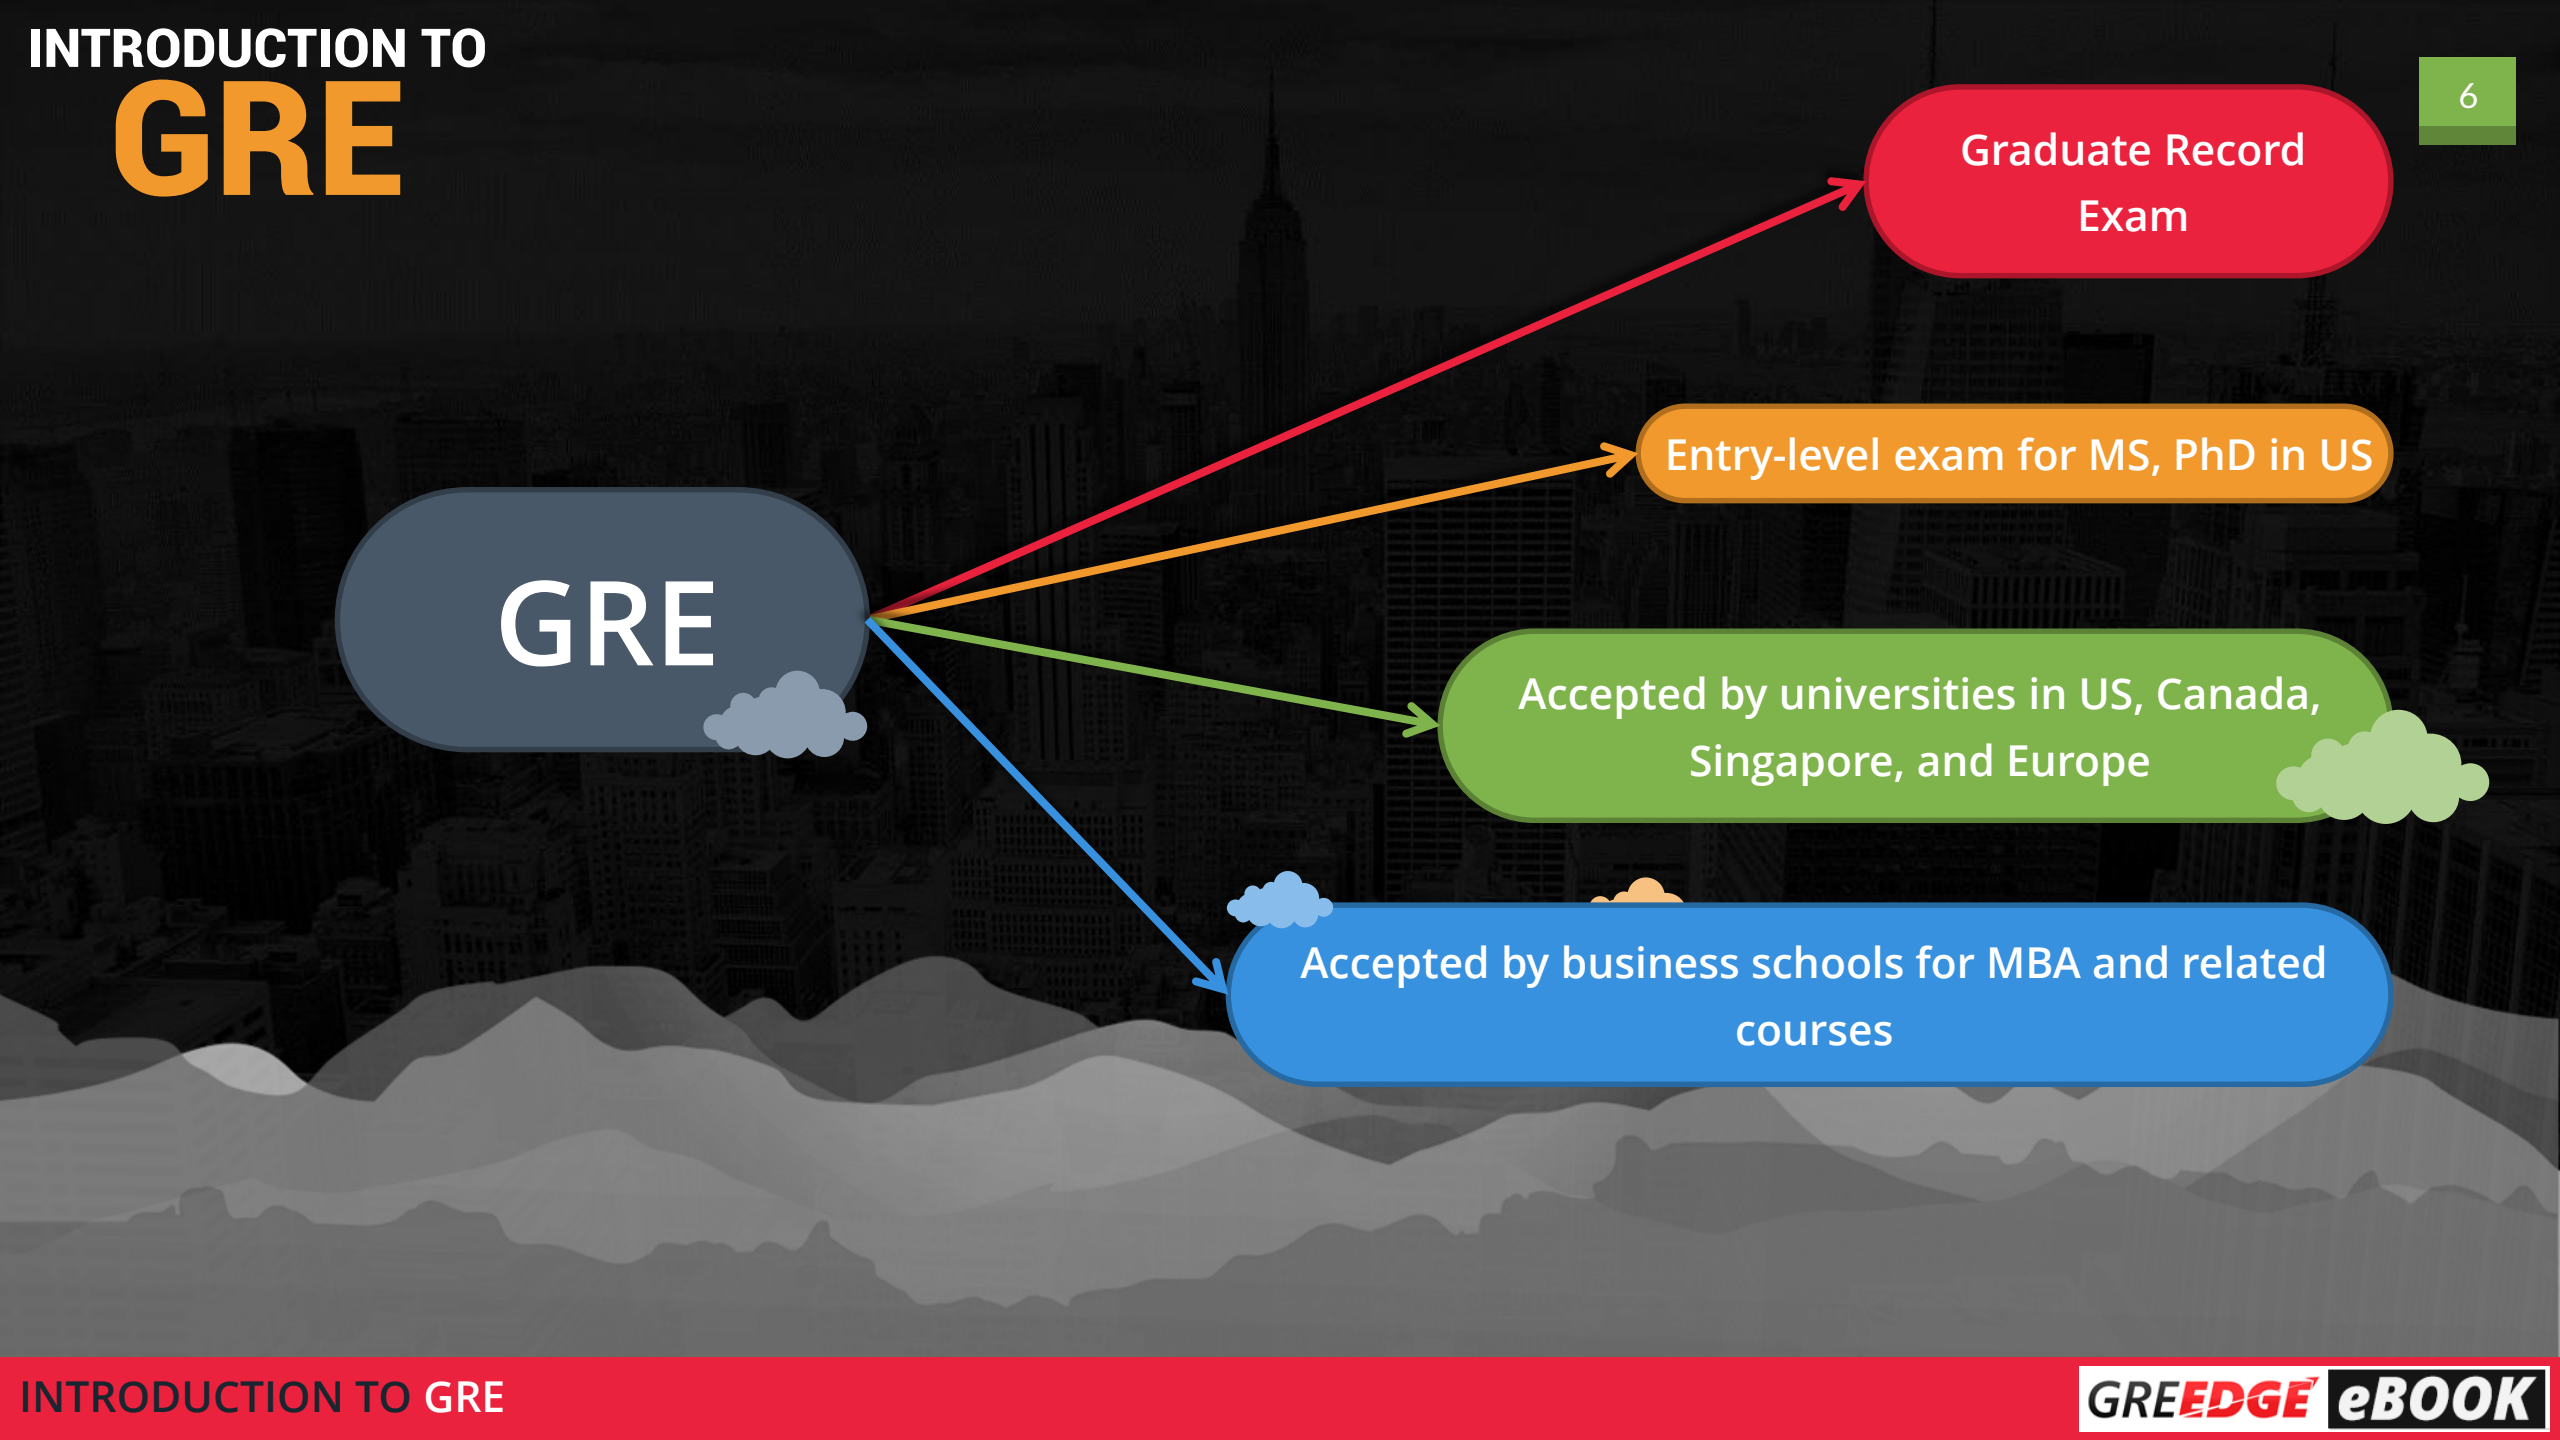 INTRODUCTION TO
GRE
6
Graduate Record
Exam
Entry-level exam for MS, PhD in US
GRE
Accepted by universities in US, Canada,
Singapore, and Europe
Accepted by business schools for MBA and related
courses
INTRODUCTION TO GRE
GREEDGE eBOOK